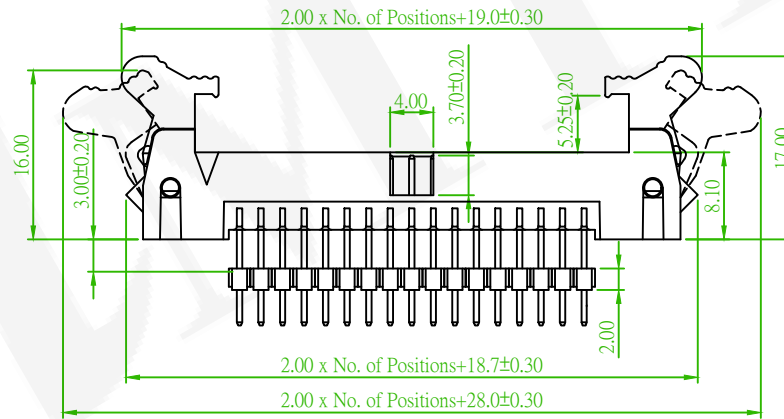 2.00 x No. of Positions+19.0±0.30
4.00
3.70±0.20
5.25±0.20
16.00
3.00±0.20
17.00
8.10
2.00
2.00 x No. of Positions+18.7±0.30
2.00 x No. of Positions+28.0±0.30